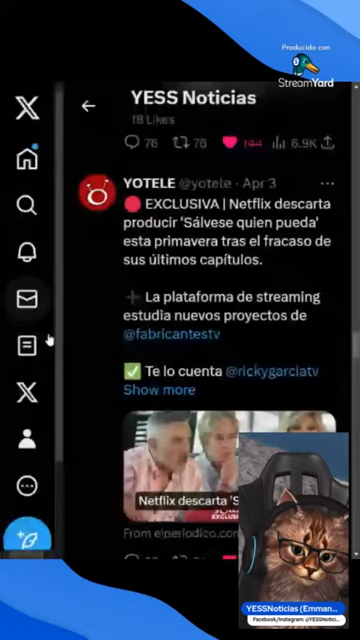 Producido con
StreamYard
YESS Noticias
18 Likes
76
76
144
6.9K
YOTELE @yotele · Apr 3
EXCLUSIVA | Netflix descarta
producir 'Sálvese quien pueda'
esta primavera tras el fracaso de
sus últimos capítulos.
La plataforma de streaming
estudia nuevos proyectos de
@fabricantestv
Te lo cuenta @rickygarciatv
Show more
Netflix descarta 'S
EXCLUS
From elperiodico.com
YESSNoticias (Emman...
Facebook/Instagram: @YESSNotici...